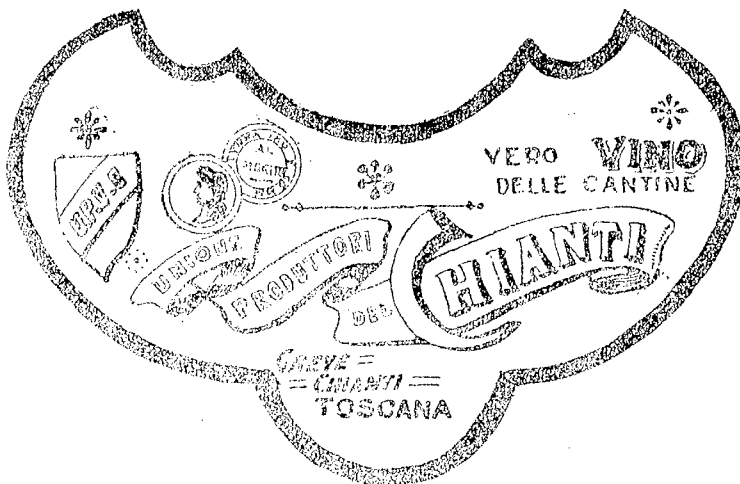 VERO VINO
DELLE CANTINE
UNIONE
PRODUTTORI
DEL
CHIANTI
GREVE =
= CHIANTI =
TOSCANA